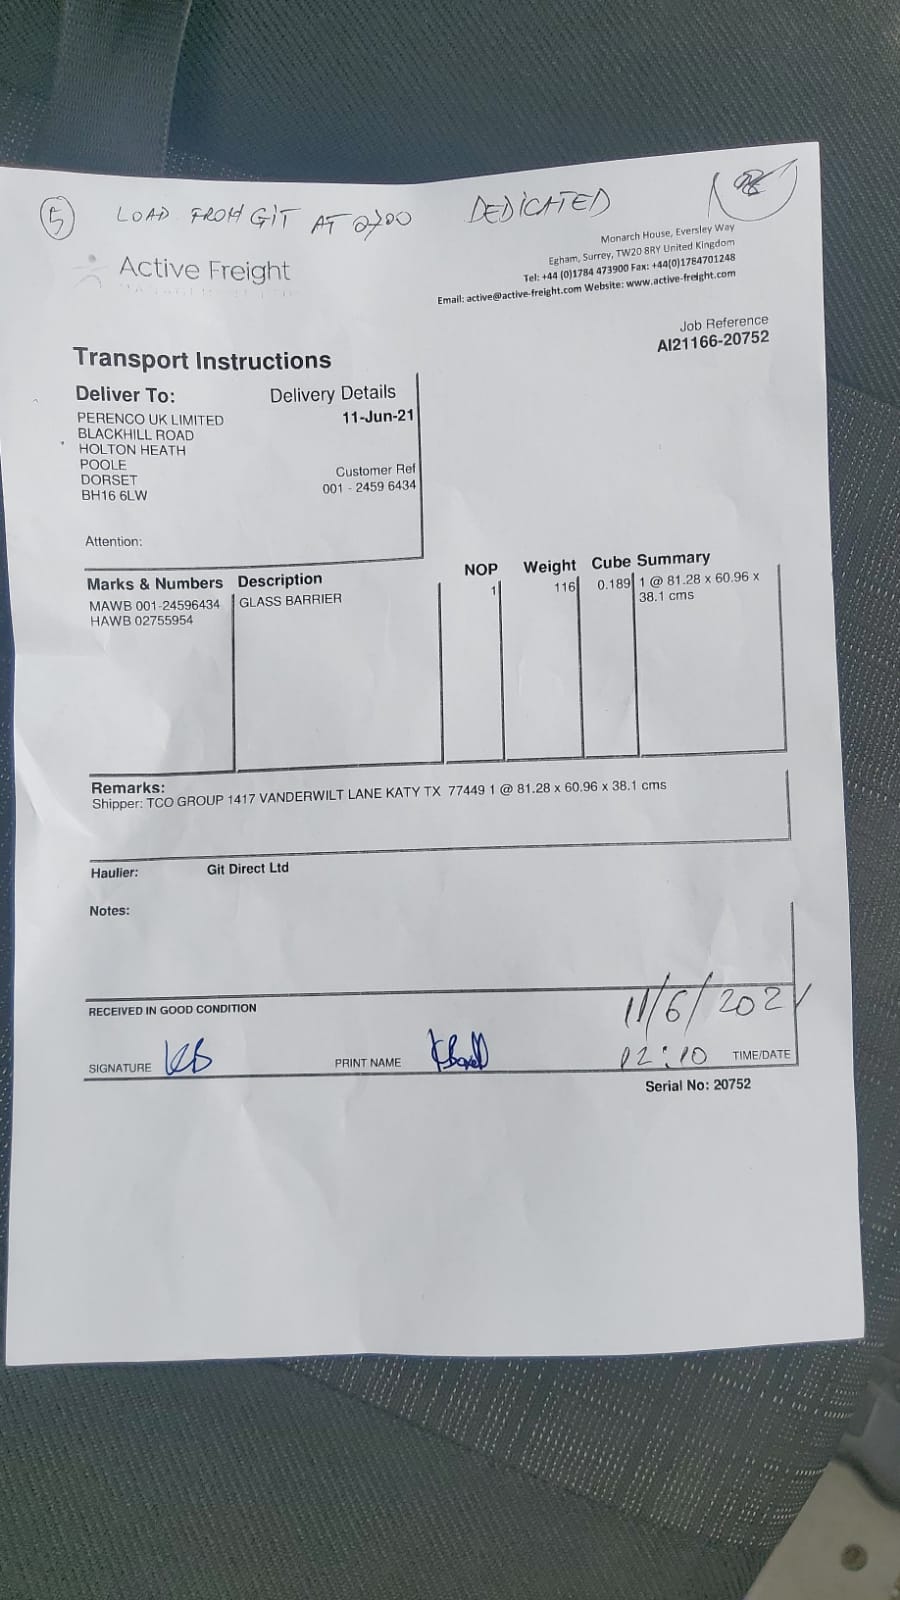 5 LOAD FROM GIT AT DEDICATED
Active Freight
Monarch House, Eversley Way
Egham, Surrey, TW20 8RY United Kingdom
Tel: +44 (0)1784 473900 Fax: +44(0)1784701248
Email: active@active-freight.com Website: www.active-freight.com
Job Reference
AI21166-20752
Transport Instructions
Deliver To: Delivery Details
PERENCO UK LIMITED 11-Jun-21
BLACKHILL ROAD
HOLTON HEATH
POOLE Customer Ref
DORSET 001 - 2459 6434
BH16 6LW
Attention:
Marks & Numbers Description NOP Weight Cube Summary
MAWB 001-24596434 GLASS BARRIER 1 116 0.189 1 @ 81.28 x 60.96 x
HAWB 02755954 38.1 cms
Remarks:
Shipper: TCO GROUP 1417 VANDERWILT LANE KATY TX 77449 1 @ 81.28 x 60.96 x 38.1 cms
Haulier: Git Direct Ltd
Notes:
RECEIVED IN GOOD CONDITION 11/6/2021
SIGNATURE KB PRINT NAME 12:10 TIME/DATE
Serial No: 20752